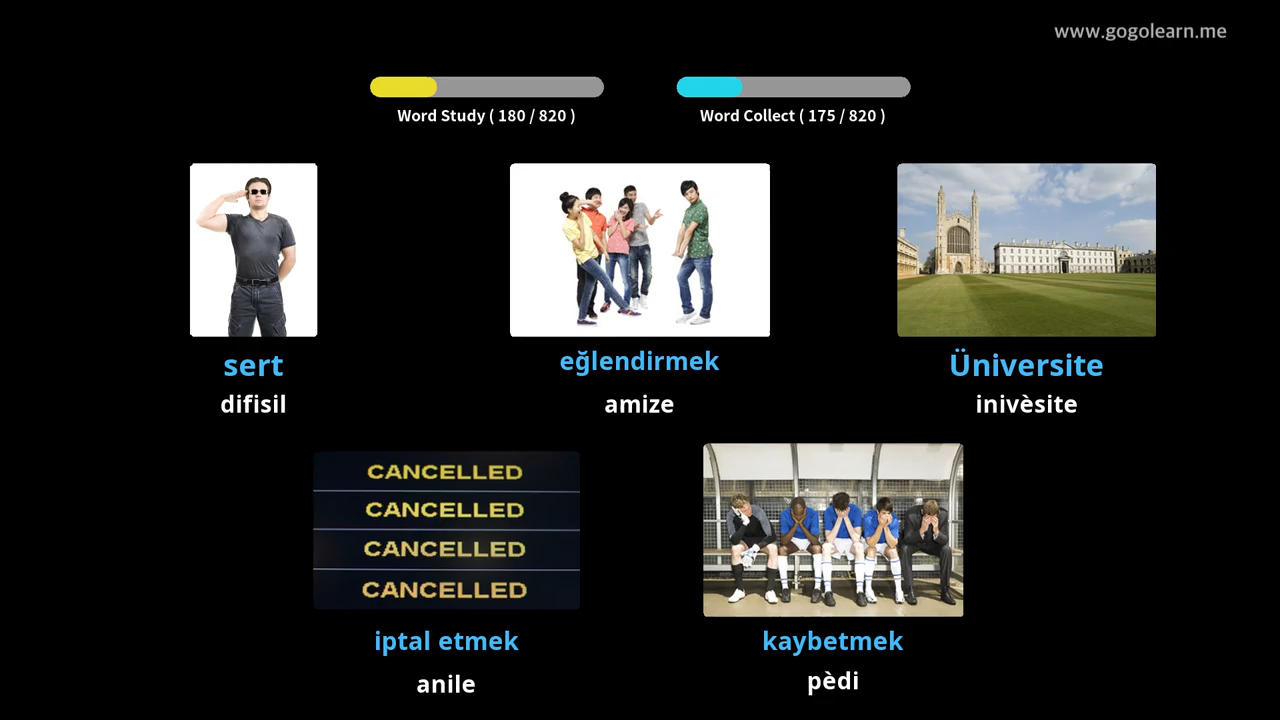 www.gogolearn.me
Word Study ( 180 / 820 )
Word Collect ( 175 / 820 )
sert
difisil
eğlendirmek
amize
Üniversite
inivèsite
CANCELLED
CANCELLED
CANCELLED
CANCELLED
iptal etmek
anile
kaybetmek
pèdi